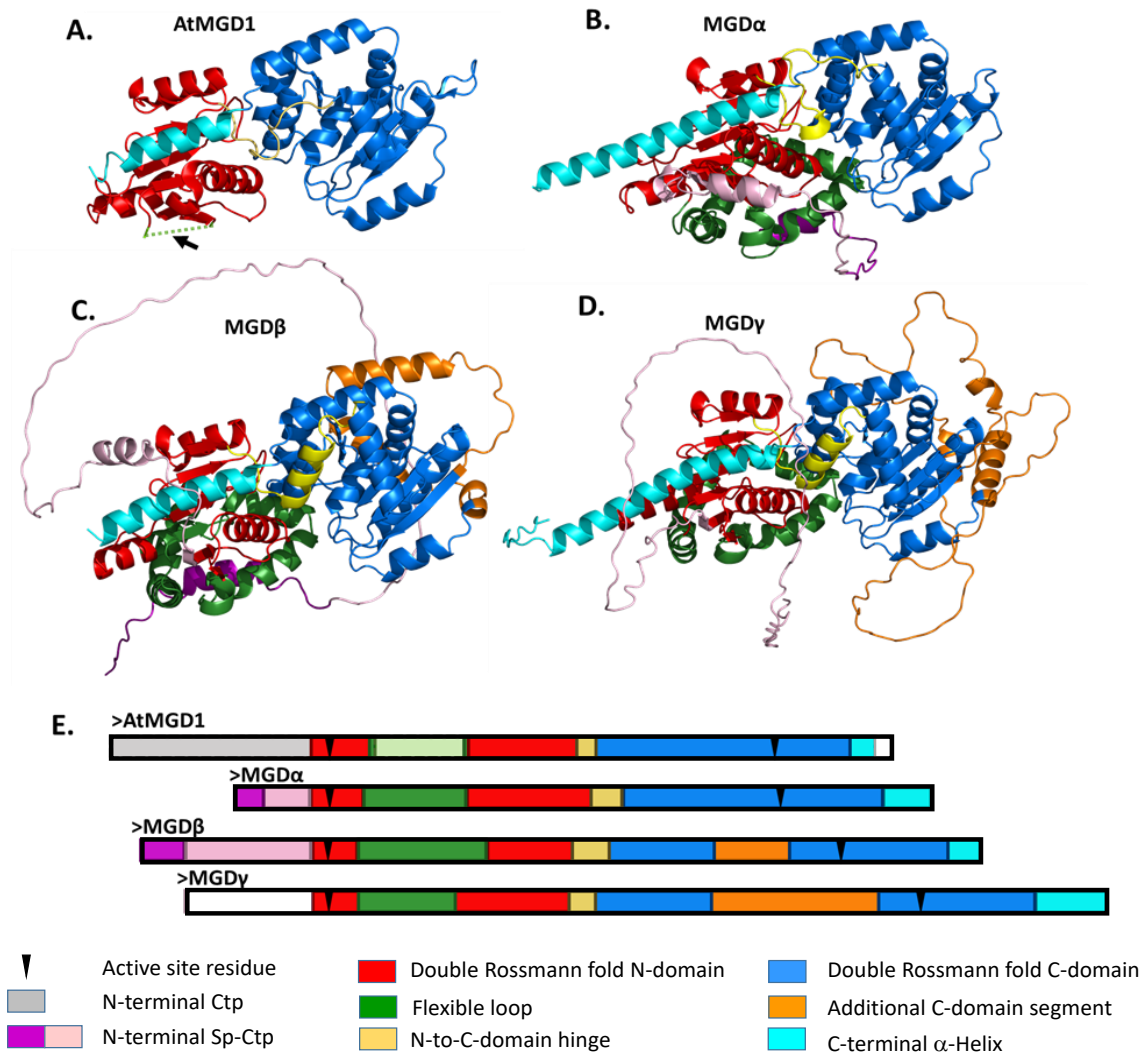 A.
AtMGD1
B.
MGDα
C.
MGDβ
D.
MGDγ
E.
>AtMGD1
>MGDα
>MGDβ
>MGDγ
Active site residue
N-terminal Ctp
N-terminal Sp-Ctp
Double Rossmann fold N-domain
Flexible loop
N-to-C-domain hinge
Double Rossmann fold C-domain
Additional C-domain segment
C-terminal α-Helix